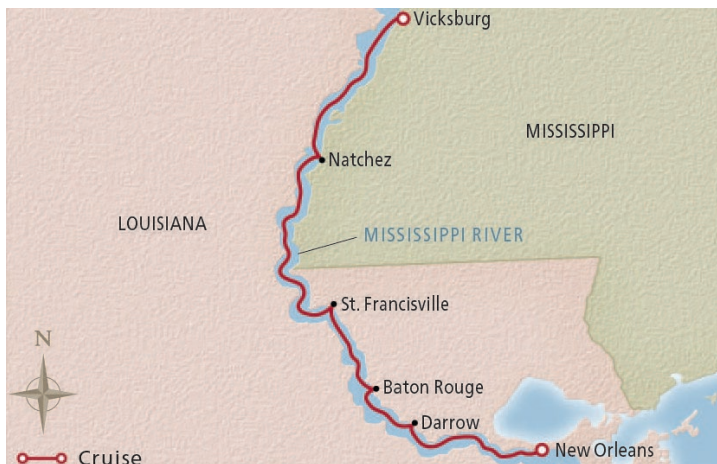 Vicksburg
MISSISSIPPI
Natchez
LOUISIANA
MISSISSIPPI RIVER
St. Francisville
N
Baton Rouge
Darrow
New Orleans
Cruise